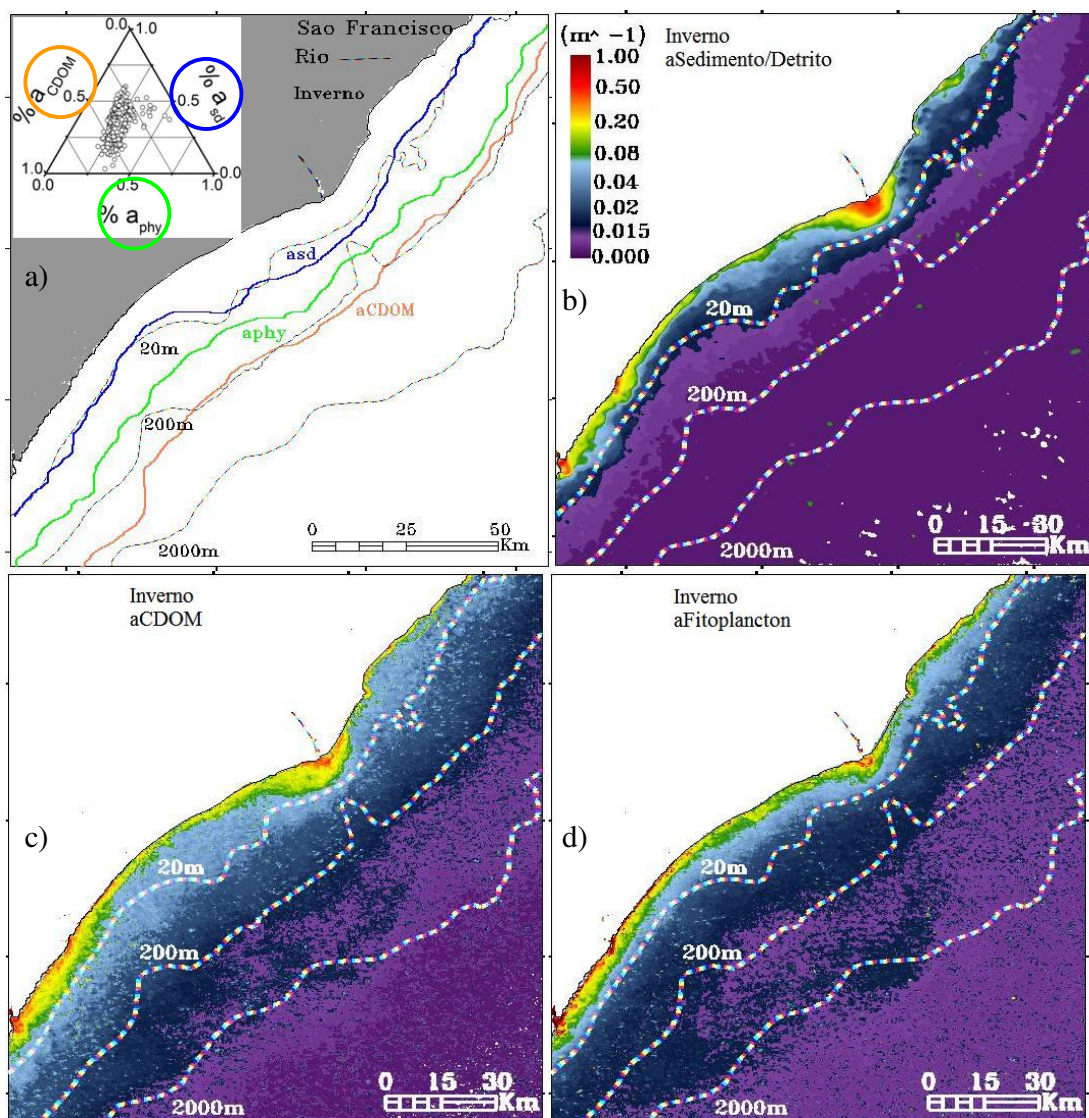 0.0
1.0
% a CDOM
% a sd
0.5
0.5
1.0
0.0
0.0
0.5
1.0
% a phy
Sao Francisco
Rio
Inverno
a)
asd
aphy
aCDOM
20m
200m
2000m
0 25 50
Km
(m^ -1)
1.00
0.50
0.20
0.08
0.04
0.02
0.015
0.000
Inverno
aSedimento/Detrito
b)
20m
200m
2000m
0 15 30
Km
Inverno
aCDOM
c)
20m
200m
2000m
0 15 30
Km
Inverno
aFitoplancton
d)
20m
200m
2000m
0 15 30
Km